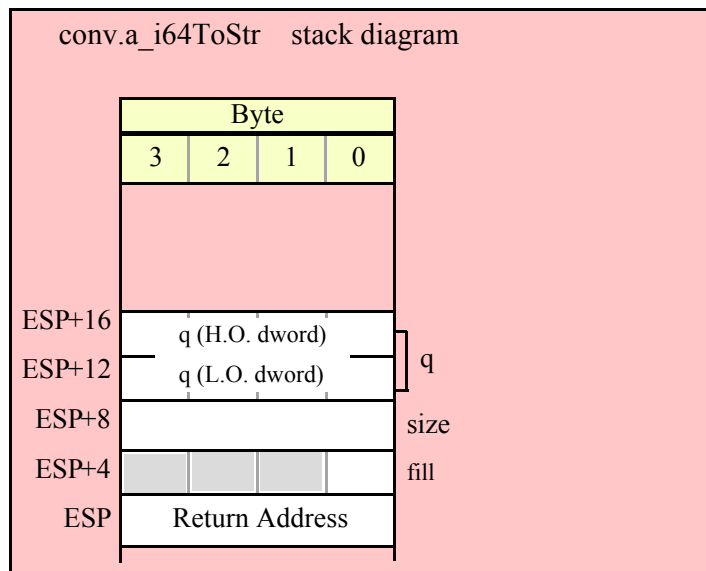 conv.a_i64ToStr stack diagram
Byte
3 2 1 0
ESP+16 q (H.O. dword)
q
ESP+12 q (L.O. dword)
ESP+8 size
ESP+4 fill
ESP Return Address